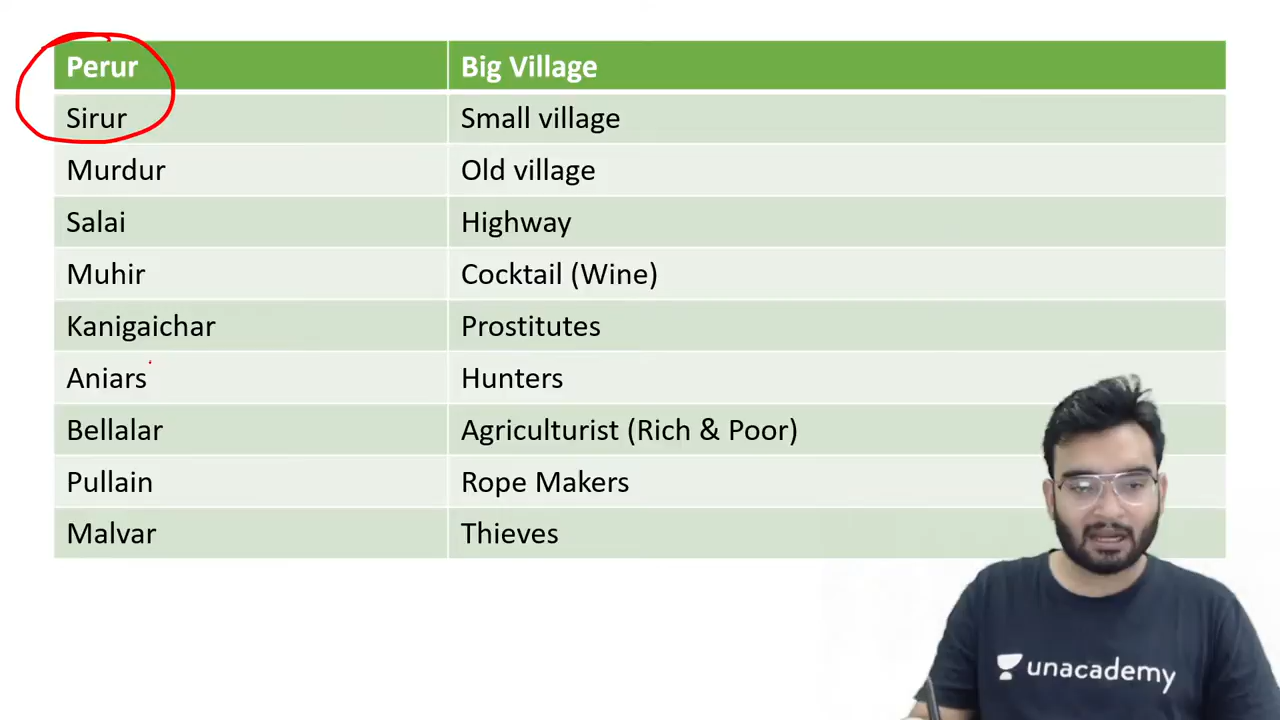 Perur Big Village
Sirur Small village
Murdur Old village
Salai Highway
Muhir Cocktail (Wine)
Kanigaichar Prostitutes
Aniars Hunters
Bellalar Agriculturist (Rich & Poor)
Pullain Rope Makers
Malvar Thieves
unacademy